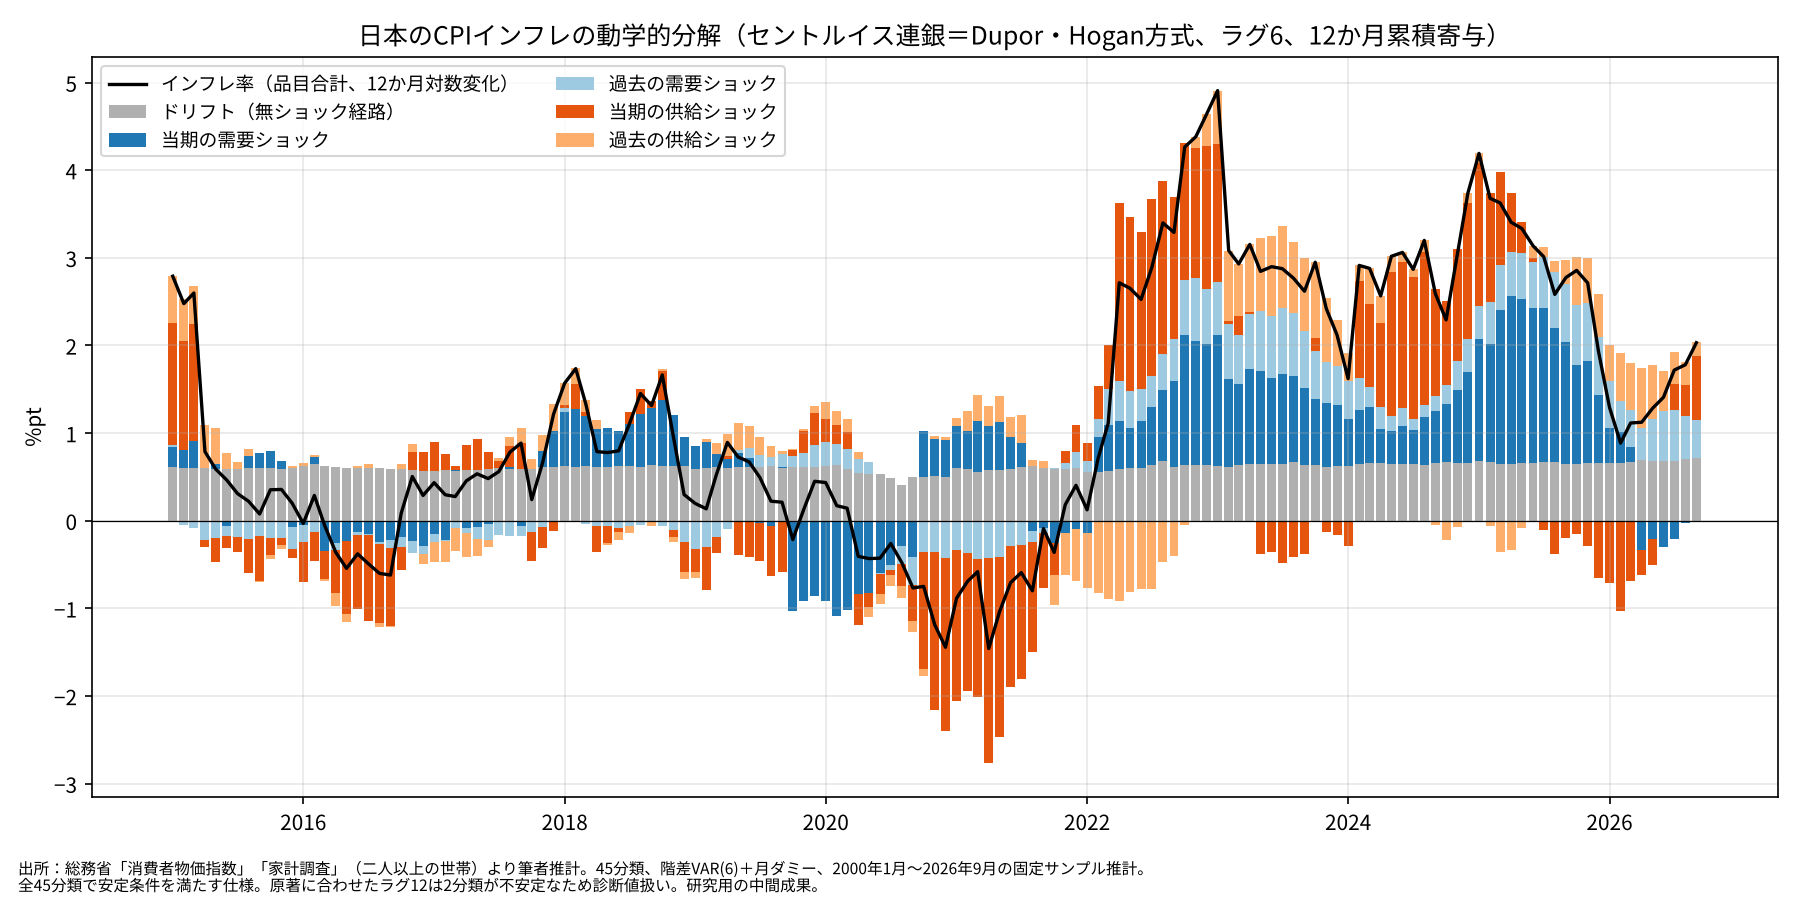 日本のCPIインフレの動学的分解（セントルイス連銀＝Dupor・Hogan方式、ラグ6、12か月累積寄与）
インフレ率（品目合計、12か月対数変化）
ドリフト（無ショック経路）
当期の需要ショック
過去の需要ショック
当期の供給ショック
過去の供給ショック
%pt
5
4
3
2
1
0
−1
−2
−3
2016
2018
2020
2022
2024
2026
出所：総務省「消費者物価指数」「家計調査」（二人以上の世帯）より筆者推計。45分類、階差VAR(6)＋月ダミー、2000年1月～2026年9月の固定サンプル推計。
全45分類で安定条件を満たす仕様。原著に合わせたラグ12は2分類が不安定なため診断値扱い。研究用の中間成果。